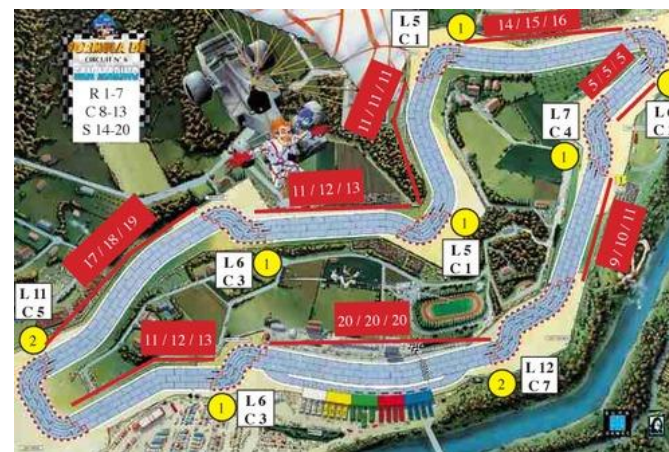 FORMULA DE
CIRCUIT N° 6
R 1-7
C 8-13
S 14-20
L 5
C 1
1
14 / 15 / 16
5 / 5 / 5
11 / 11 / 11
L 7
C 4
1
11 / 12 / 13
9 / 10 / 11
17 / 18 / 19
L 6
C 3
1
1
L 5
C 1
L 11
C 5
2
11 / 12 / 13
20 / 20 / 20
L 12
C 7
2
1
L 6
C 3